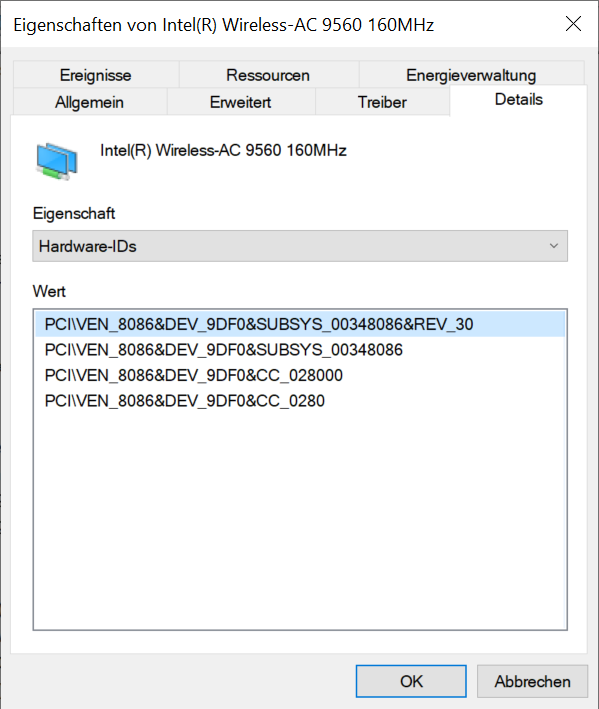 Eigenschaften von Intel(R) Wireless-AC 9560 160MHz
Ereignisse Ressourcen Energieverwaltung
Allgemein Erweitert Treiber Details
Intel(R) Wireless-AC 9560 160MHz
Eigenschaft
Hardware-IDs
Wert
PCI\VEN_8086&DEV_9DF0&SUBSYS_00348086&REV_30
PCI\VEN_8086&DEV_9DF0&SUBSYS_00348086
PCI\VEN_8086&DEV_9DF0&CC_028000
PCI\VEN_8086&DEV_9DF0&CC_0280
OK Abbrechen